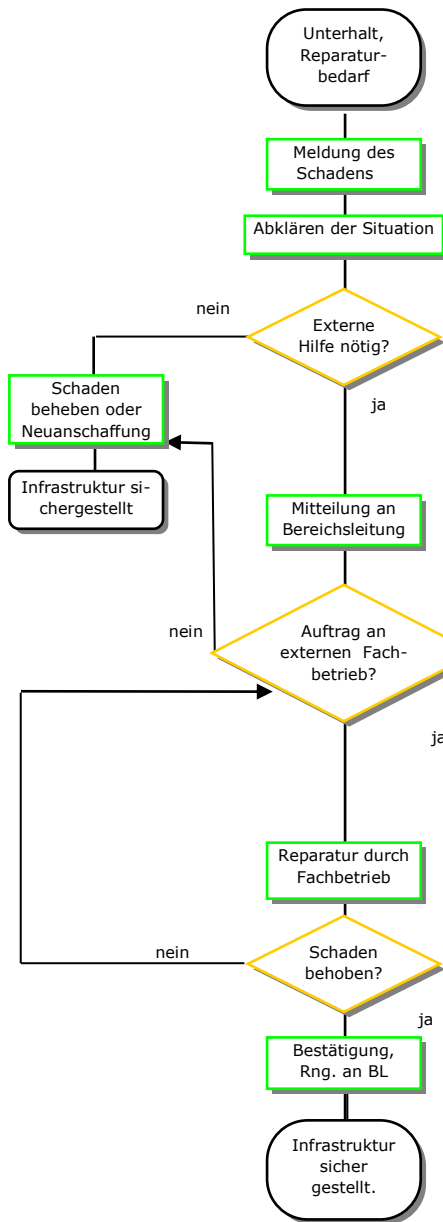 Unterhalt,
Reparatur-
bedarf
Meldung des
Schadens
Abklären der Situation
nein
Externe
Hilfe nötig?
ja
Schaden
beheben oder
Neuanschaffung
Infrastruktur si-
chergestellt
Mitteilung an
Bereichsleitung
nein
Auftrag an
externen Fach-
betrieb?
ja
Reparatur durch
Fachbetrieb
nein
Schaden
behoben?
ja
Bestätigung,
Rng. an BL
Infrastruktur
sicher
gestellt.